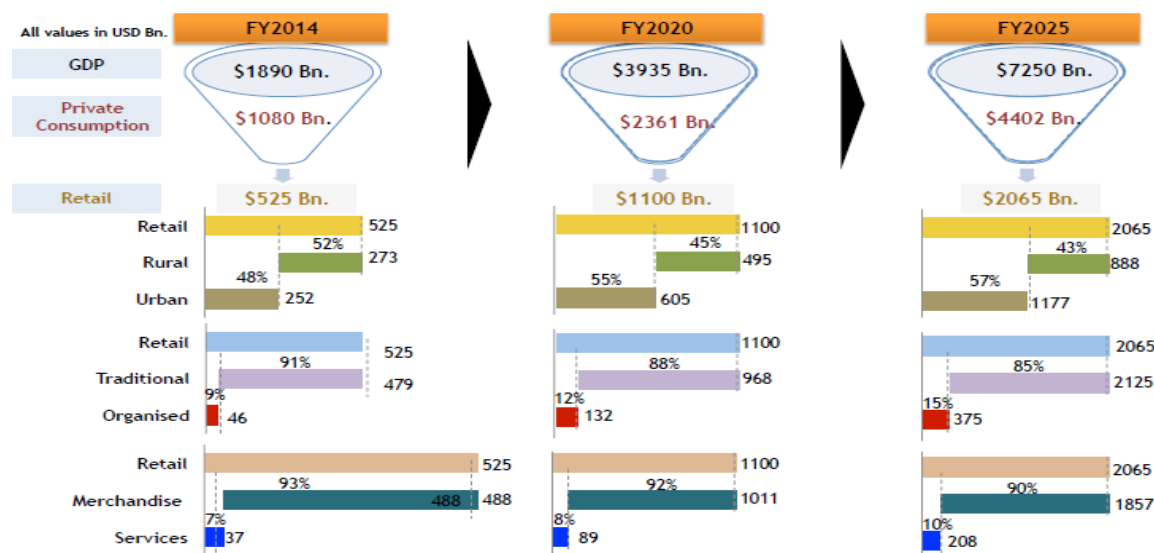 All values in USD Bn.
FY2014
FY2020
FY2025
GDP
$1890 Bn.
$3935 Bn.
$7250 Bn.
Private
Consumption
$1080 Bn.
$2361 Bn.
$4402 Bn.
Retail
$525 Bn.
$1100 Bn.
$2065 Bn.
Retail
525
1100
2065
52%
45%
43%
Rural
273
495
888
48%
55%
57%
Urban
252
605
1177
Retail
525
1100
2065
91%
88%
85%
Traditional
479
968
2125
9%
12%
15%
Organised
46
132
375
Retail
525
1100
2065
93%
92%
90%
Merchandise
488
488
1011
1857
7%
8%
10%
Services
37
89
208